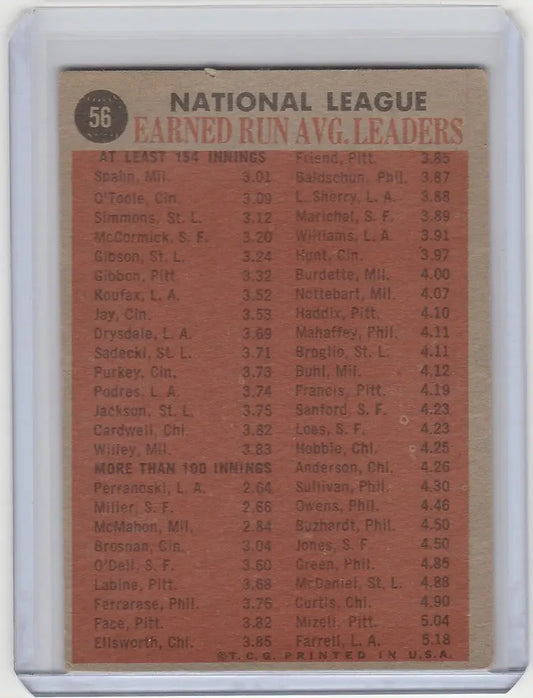 56
NATIONAL LEAGUE
EARNED RUN AVG. LEADERS
AT LEAST 154 INNINGS
Spahn, Mil. 3.01
O'Toole, Cin. 3.09
Simmons, St. L. 3.12
McCormick, S. F. 3.20
Gibson, St. L. 3.24
Gibbon, Pitt 3.32
Koufax, L. A. 3.52
Jay, Cin. 3.53
Drysdale, L. A. 3.69
Sadecki, St. L. 3.71
Purkey, Cin. 3.73
Podres, L. A. 3.74
Jackson, St. L. 3.75
Cardwell, Chi. 3.82
Willey, Mil. 3.83
MORE THAN 100 INNINGS
Perranoski, L. A. 2.64
Miller, S. F. 2.66
McMahon, Mil. 2.84
Brosnan, Cin. 3.04
O'Dell, S. F. 3.60
Labine, Pitt. 3.68
Ferrarese, Phil. 3.76
Face, Pitt. 3.82
Ellsworth, Chi. 3.85
Friend, Pitt. 3.85
Baldschun, Phil. 3.87
L. Sherry, L. A. 3.88
Marichal, S. F. 3.89
Williams, L. A. 3.91
Hunt, Cin. 3.97
Burdette, Mil. 4.00
Nottebart, Mil. 4.07
Haddix, Pitt. 4.10
Mahaffey, Phil. 4.11
Broglio, St. L. 4.11
Buhl, Mil. 4.12
Francis, Pitt. 4.19
Sanford, S. F. 4.23
Loes, S. F. 4.23
Hobbie, Chi. 4.25
Anderson, Chi. 4.26
Sullivan, Phil. 4.30
Owens, Phil. 4.46
Buzhardt, Phil. 4.50
Jones, S. F. 4.50
Green, Phil. 4.85
McDaniel, St. L. 4.88
Curtis, Chi. 4.90
Mizell, Pitt. 5.04
Farrell, L. A. 5.18
©T. C. G. PRINTED IN U.S.A.